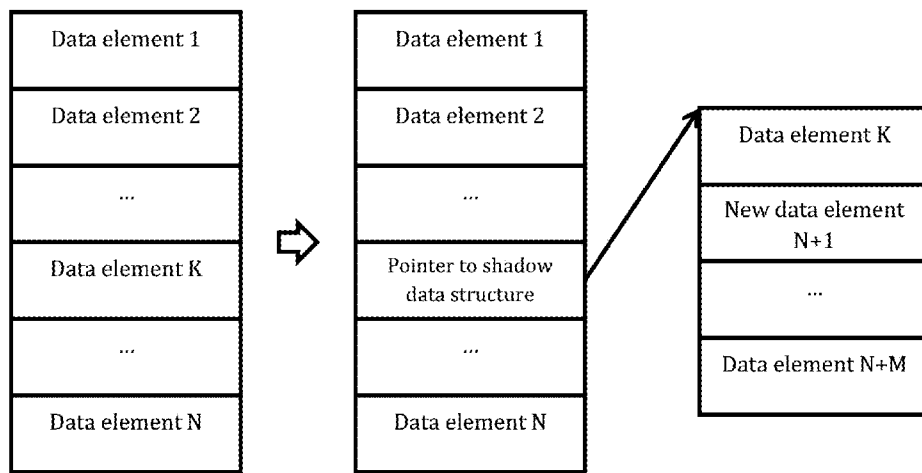 Data element 1
Data element 2
...
Data element K
...
Data element N
Data element 1
Data element 2
...
Pointer to shadow
data structure
...
Data element N
Data element K
New data element
N+1
...
Data element N+M